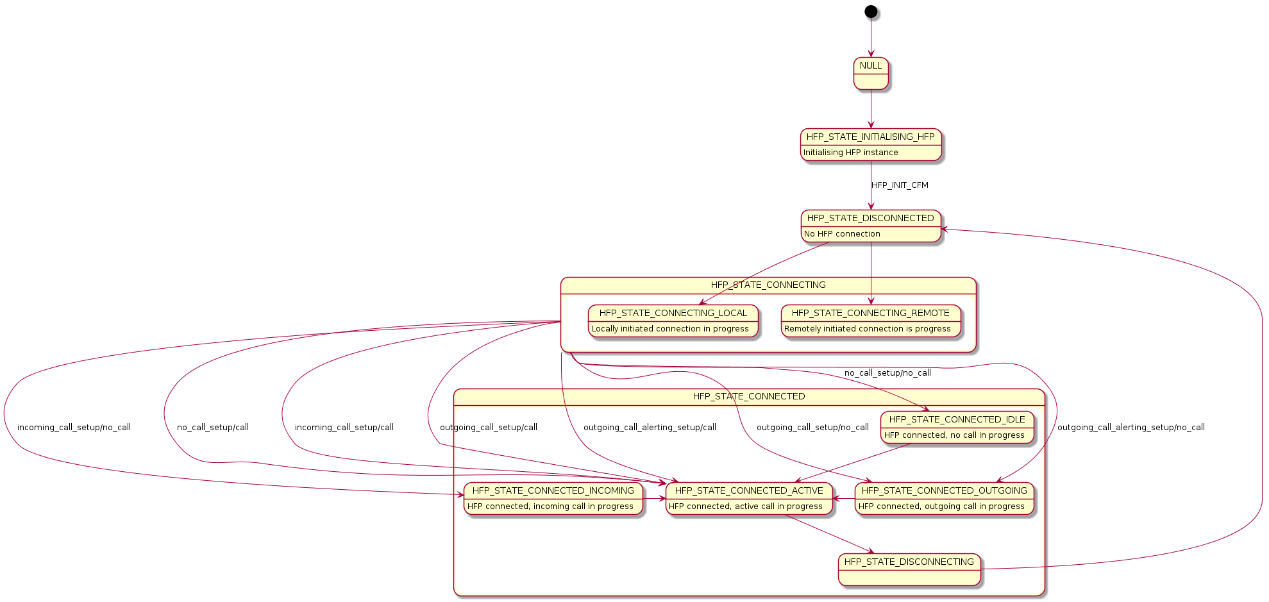 NULL
HFP_STATE_INITIALISING_HFP
Initialising HFP instance
HFP_INIT_CFM
HFP_STATE_DISCONNECTED
No HFP connection
HFP_STATE_CONNECTING
HFP_STATE_CONNECTING_LOCAL
Locally initiated connection in progress
HFP_STATE_CONNECTING_REMOTE
Remotely initiated connection is progress
no_call_setup/no_call
HFP_STATE_CONNECTED
HFP_STATE_CONNECTED_IDLE
HFP connected, no call in progress
incoming_call_setup/no_call
no_call_setup/call
incoming_call_setup/call
outgoing_call_setup/call
outgoing_call_alerting_setup/call
outgoing_call_setup/no_call
outgoing_call_alerting_setup/no_call
HFP_STATE_CONNECTED_INCOMING
HFP connected, incoming call in progress
HFP_STATE_CONNECTED_ACTIVE
HFP connected, active call in progress
HFP_STATE_CONNECTED_OUTGOING
HFP connected, outgoing call in progress
HFP_STATE_DISCONNECTING